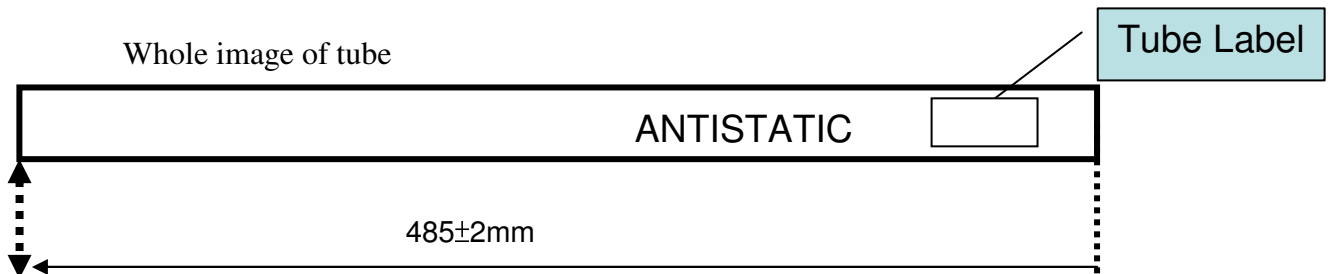 Tube Label
Whole image of tube
ANTISTATIC
485±2mm